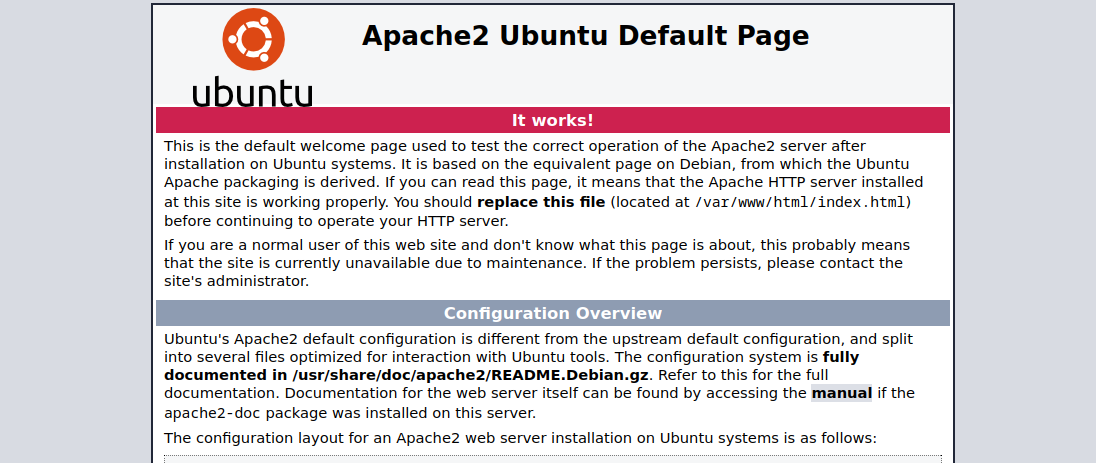 ubuntu
Apache2 Ubuntu Default Page
It works!
This is the default welcome page used to test the correct operation of the Apache2 server after
installation on Ubuntu systems. It is based on the equivalent page on Debian, from which the Ubuntu
Apache packaging is derived. If you can read this page, it means that the Apache HTTP server installed
at this site is working properly. You should replace this file (located at /var/www/html/index.html)
before continuing to operate your HTTP server.
If you are a normal user of this web site and don't know what this page is about, this probably means
that the site is currently unavailable due to maintenance. If the problem persists, please contact the
site's administrator.
Configuration Overview
Ubuntu's Apache2 default configuration is different from the upstream default configuration, and split
into several files optimized for interaction with Ubuntu tools. The configuration system is fully
documented in /usr/share/doc/apache2/README.Debian.gz. Refer to this for the full
documentation. Documentation for the web server itself can be found by accessing the manual if the
apache2-doc package was installed on this server.
The configuration layout for an Apache2 web server installation on Ubuntu systems is as follows: